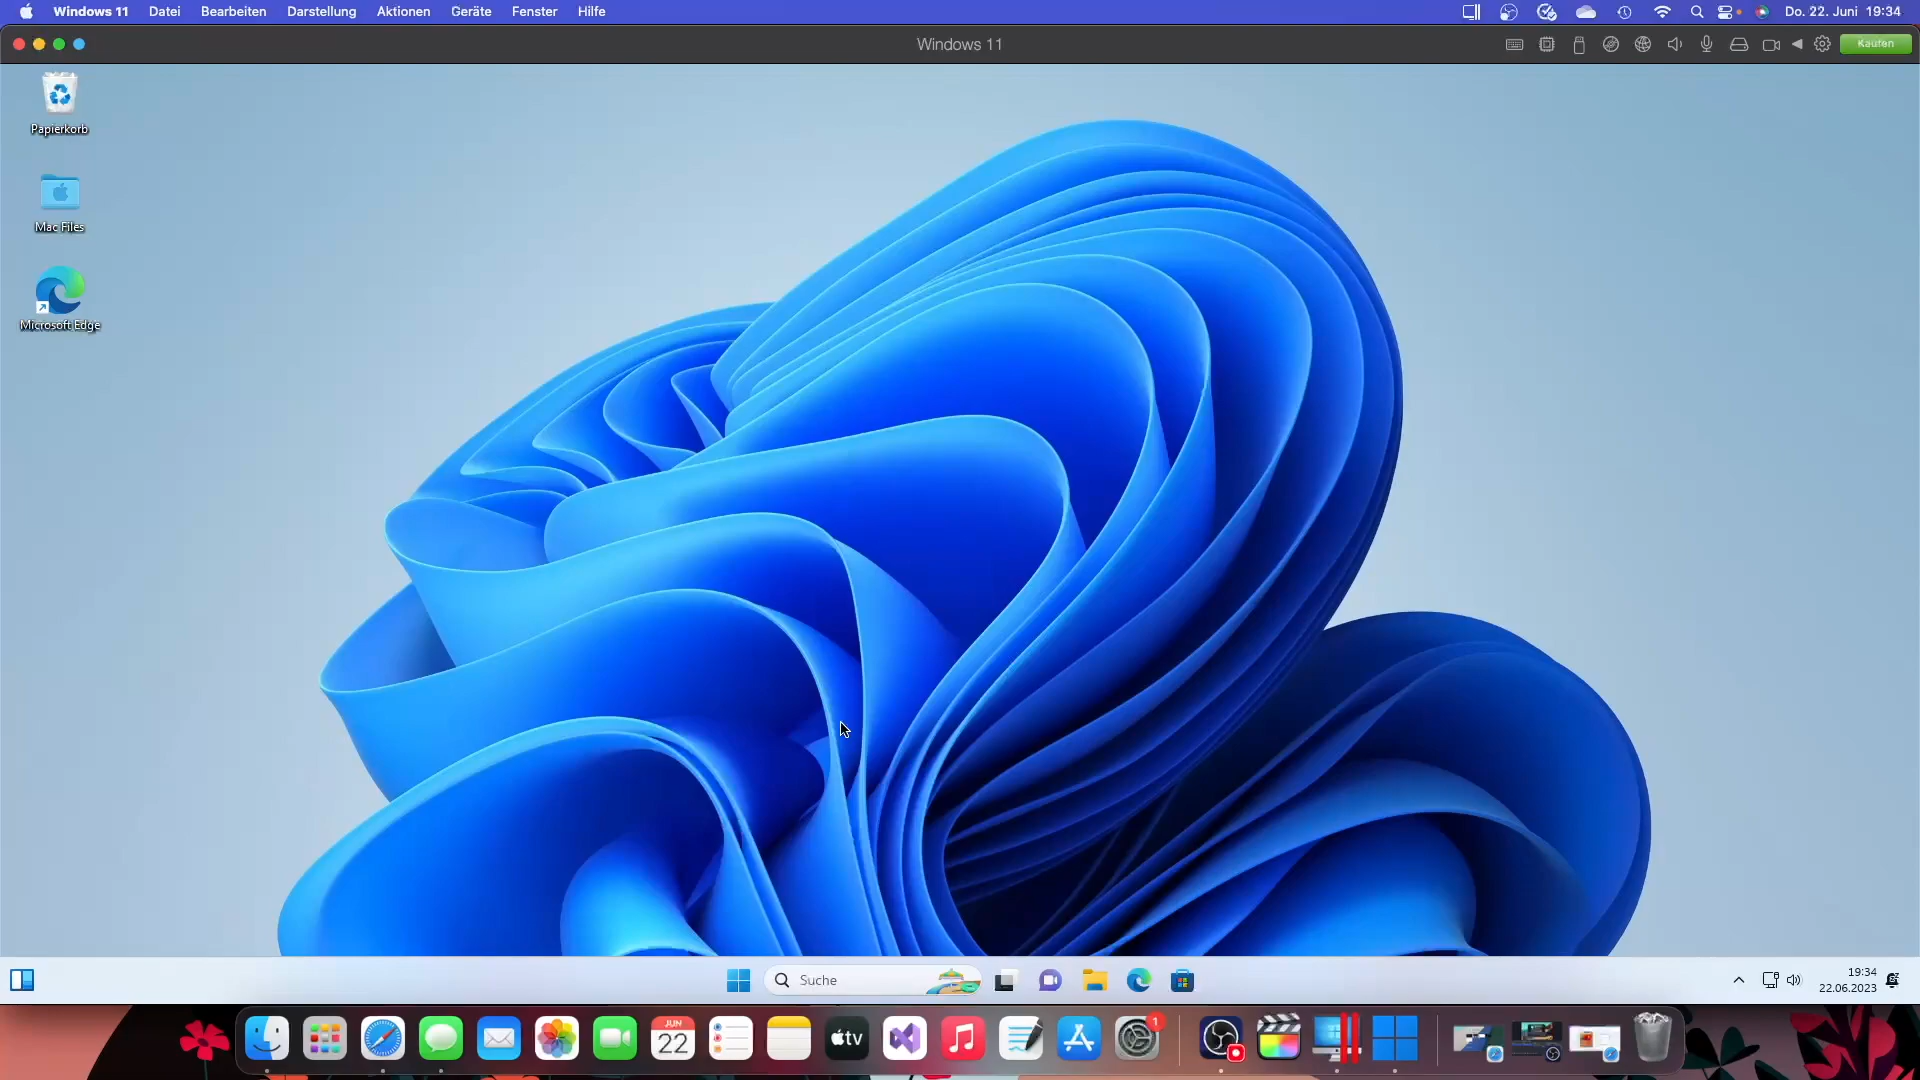 Windows 11 Datei Bearbeiten Darstellung Aktionen Geräte Fenster Hilfe Do. 22. Juni 19:34
Windows 11 Kaufen
Papierkorb
Mac Files
Microsoft Edge
Suche
19:34
22.06.2023
JUN
22
tv
1